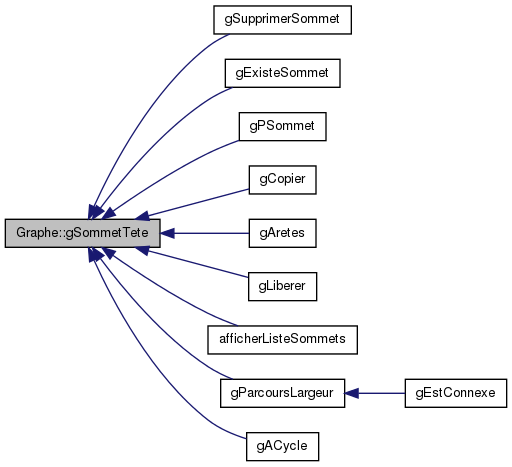 gSupprimerSommet
gExisteSommet
gPSommet
gCopier
Graphe::gSommetTete
gAretes
gLiberer
afficherListeSommets
gParcoursLargeur
gEstConnexe
gACycle